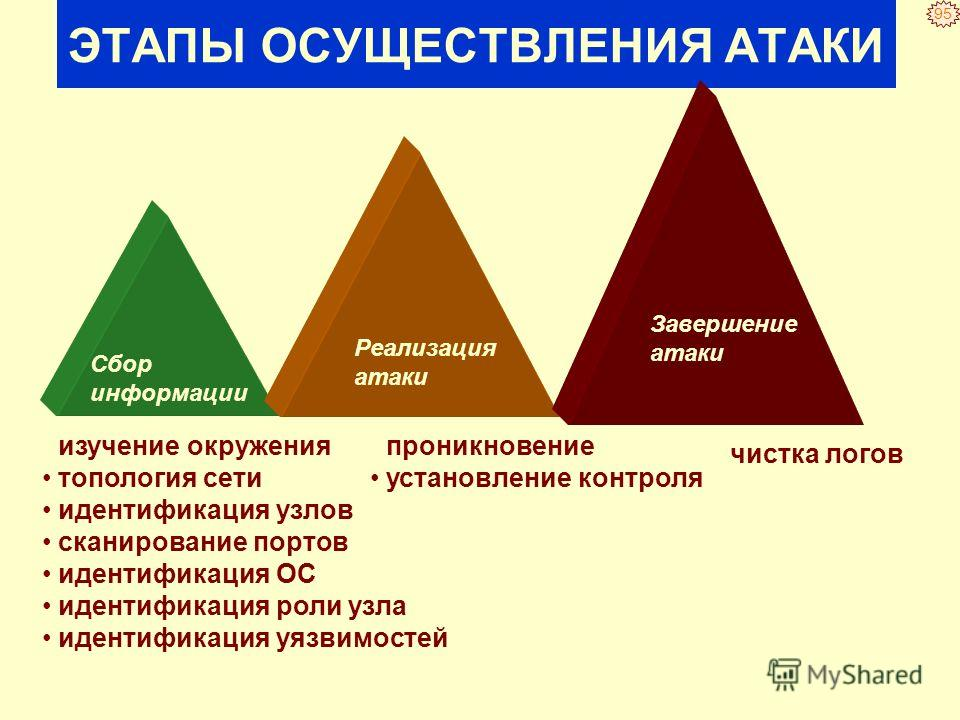 ЭТАПЫ ОСУЩЕСТВЛЕНИЯ АТАКИ
95
Сбор
информации
Реализация
атаки
Завершение
атаки
изучение окружения
• топология сети
• идентификация узлов
• сканирование портов
• идентификация ОС
• идентификация роли узла
• идентификация уязвимостей
проникновение
• установление контроля
чистка логов
MyShared